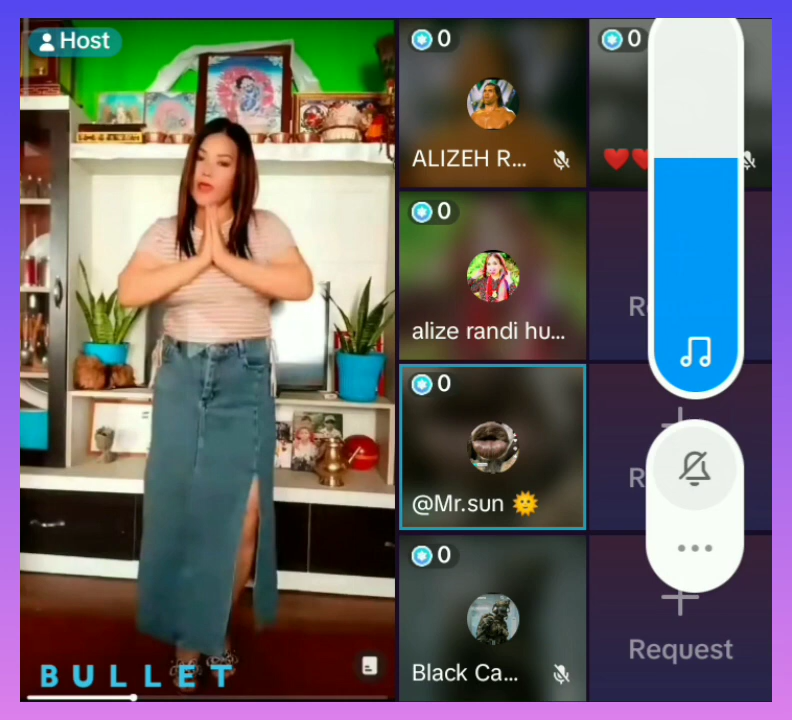 Host
0
ALIZEH R...
0
❤️❤️
0
alize randi hu...
0
@Mr.sun 🌞
0
Black Ca...
Request
BULLET